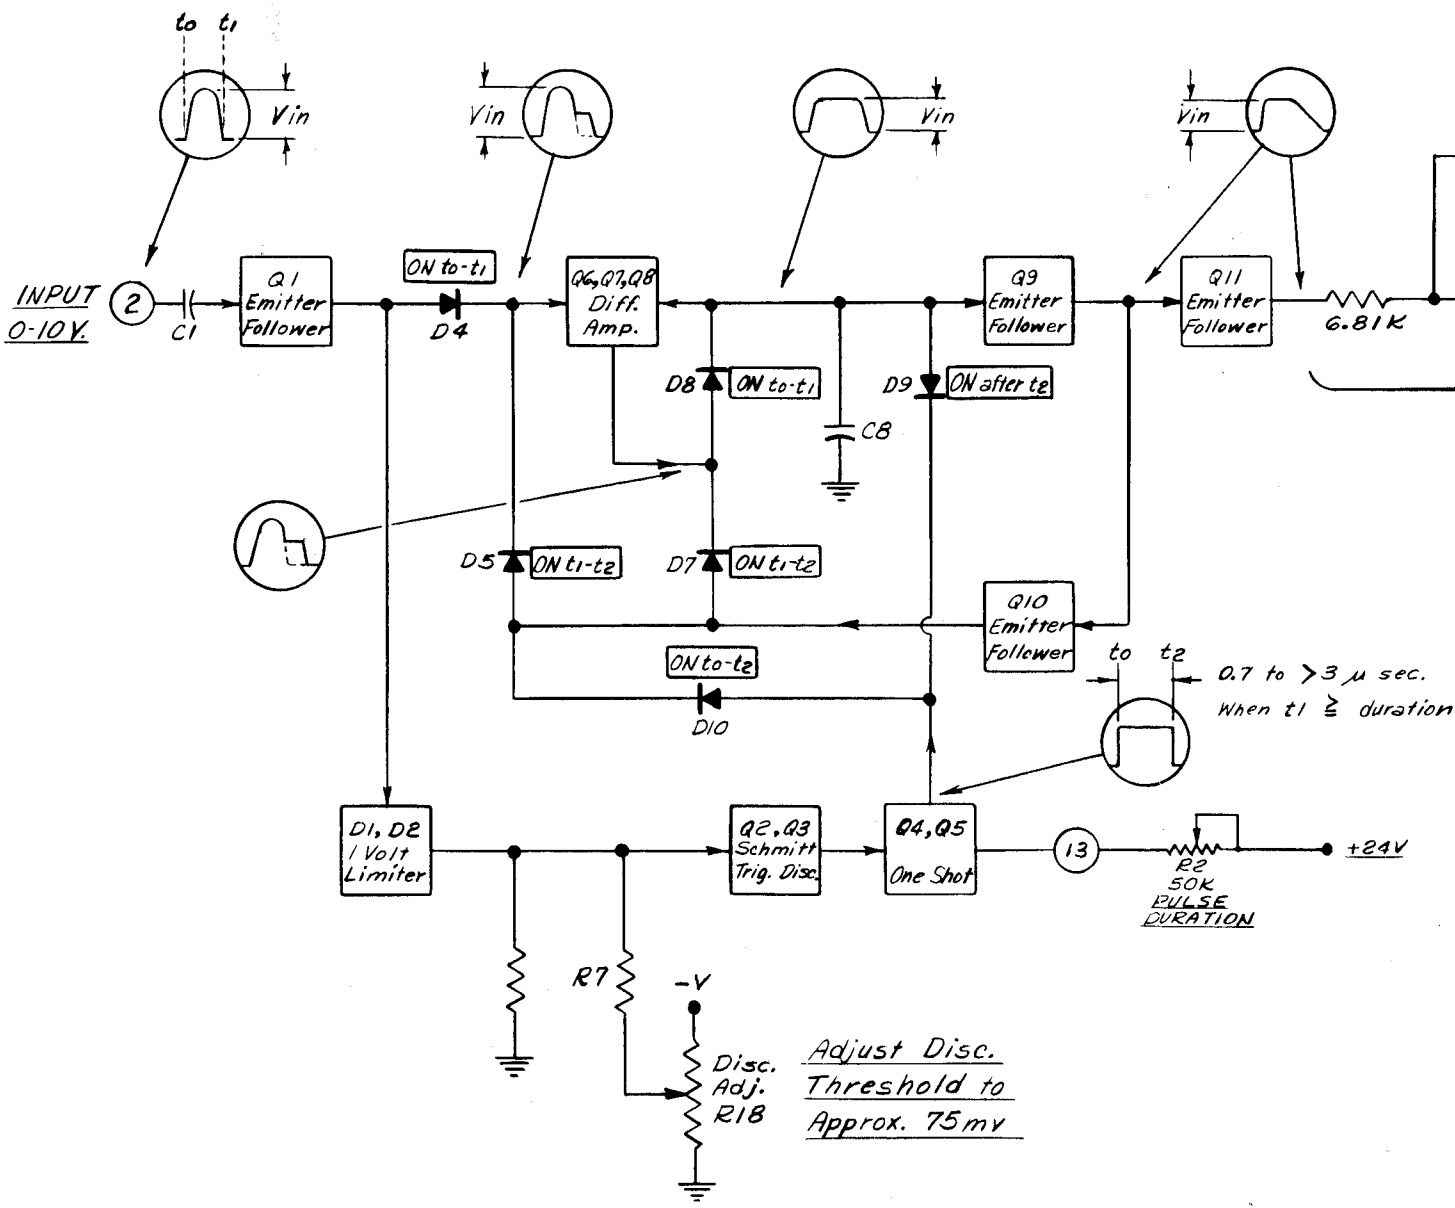 to t1
Vin
Vin
Vin
Vin
INPUT
0-10V.
2
C1
Q1
Emitter
Follower
ON to-t1
D4
Q6,Q7,Q8
Diff.
Amp.
D8
ON to-t1
D9
ON after t2
C8
Q9
Emitter
Follower
Q11
Emitter
Follower
6.81K
D5
ON t1-t2
D7
ON t1-t2
Q10
Emitter
Follower
ON to-t2
D10
to t2
0.7 to >3 µ sec.
When t1 ≧ duration
D1, D2
1 Volt
Limiter
Q2, Q3
Schmitt
Trig. Disc.
Q4, Q5
One Shot
13
R2
50K
PULSE
DURATION
+24V
R7
-V
Disc.
Adj.
R18
Adjust Disc.
Threshold to
Approx. 75mv